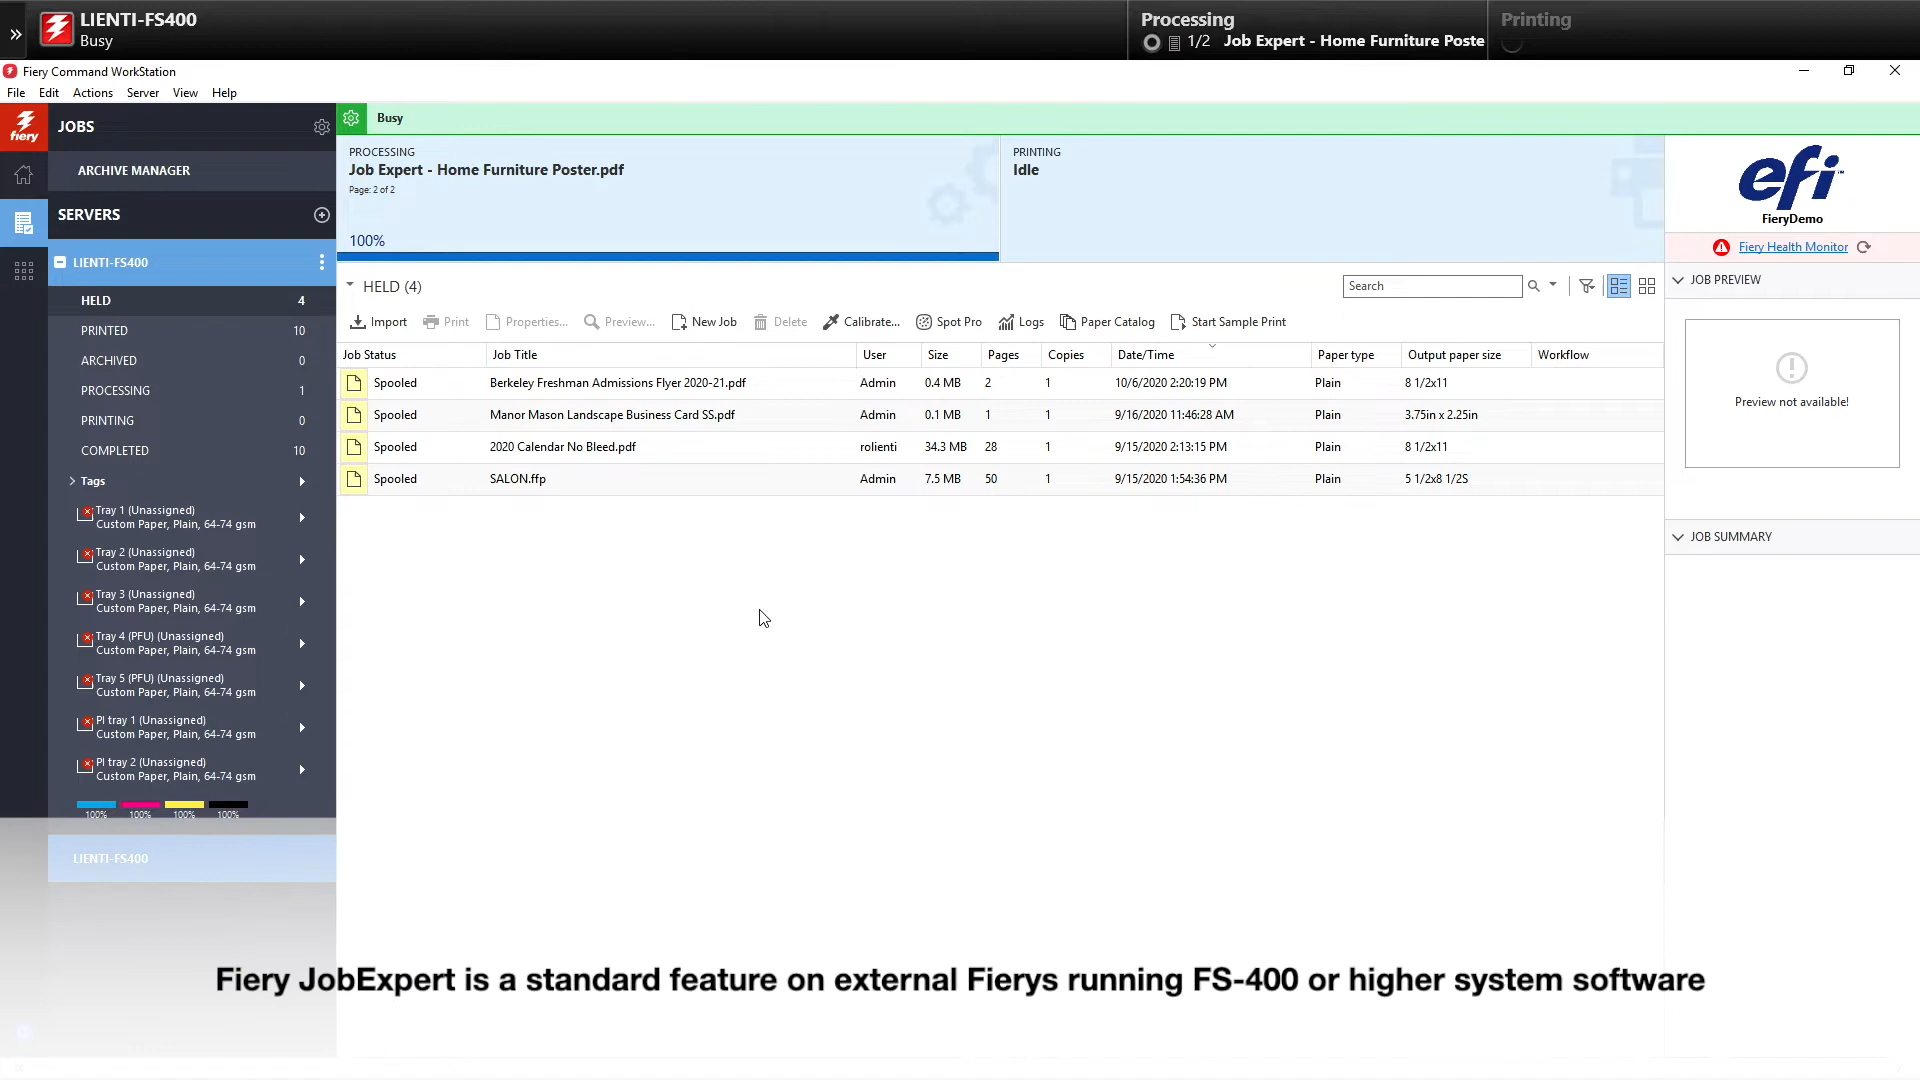 LIENTI-FS400
Busy
Processing
1/2 Job Expert - Home Furniture Poste
Printing
Fiery Command WorkStation
File Edit Actions Server View Help
fiery
JOBS
ARCHIVE MANAGER
SERVERS
LIENTI-FS400
HELD 4
PRINTED 10
ARCHIVED 0
PROCESSING 1
PRINTING 0
COMPLETED 10
Tags
Tray 1 (Unassigned)
Custom Paper, Plain, 64-74 gsm
Tray 2 (Unassigned)
Custom Paper, Plain, 64-74 gsm
Tray 3 (Unassigned)
Custom Paper, Plain, 64-74 gsm
Tray 4 (PFU) (Unassigned)
Custom Paper, Plain, 64-74 gsm
Tray 5 (PFU) (Unassigned)
Custom Paper, Plain, 64-74 gsm
PI tray 1 (Unassigned)
Custom Paper, Plain, 64-74 gsm
PI tray 2 (Unassigned)
Custom Paper, Plain, 64-74 gsm
100% 100% 100% 100%
LIENTI-FS400
Busy
PROCESSING
Job Expert - Home Furniture Poster.pdf
Page: 2 of 2
100%
PRINTING
Idle
HELD (4)
Search
Import Print Properties... Preview... New Job Delete Calibrate... Spot Pro Logs Paper Catalog Start Sample Print
Job Status Job Title User Size Pages Copies Date/Time Paper type Output paper size Workflow
Spooled Berkeley Freshman Admissions Flyer 2020-21.pdf Admin 0.4 MB 2 1 10/6/2020 2:20:19 PM Plain 8 1/2x11
Spooled Manor Mason Landscape Business Card SS.pdf Admin 0.1 MB 1 1 9/16/2020 11:46:28 AM Plain 3.75in x 2.25in
Spooled 2020 Calendar No Bleed.pdf rolienti 34.3 MB 28 1 9/15/2020 2:13:15 PM Plain 8 1/2x11
Spooled SALON.ffp Admin 7.5 MB 50 1 9/15/2020 1:54:36 PM Plain 5 1/2x8 1/2S
efi™
FieryDemo
Fiery Health Monitor
JOB PREVIEW
Preview not available!
JOB SUMMARY
Fiery JobExpert is a standard feature on external Fierys running FS-400 or higher system software